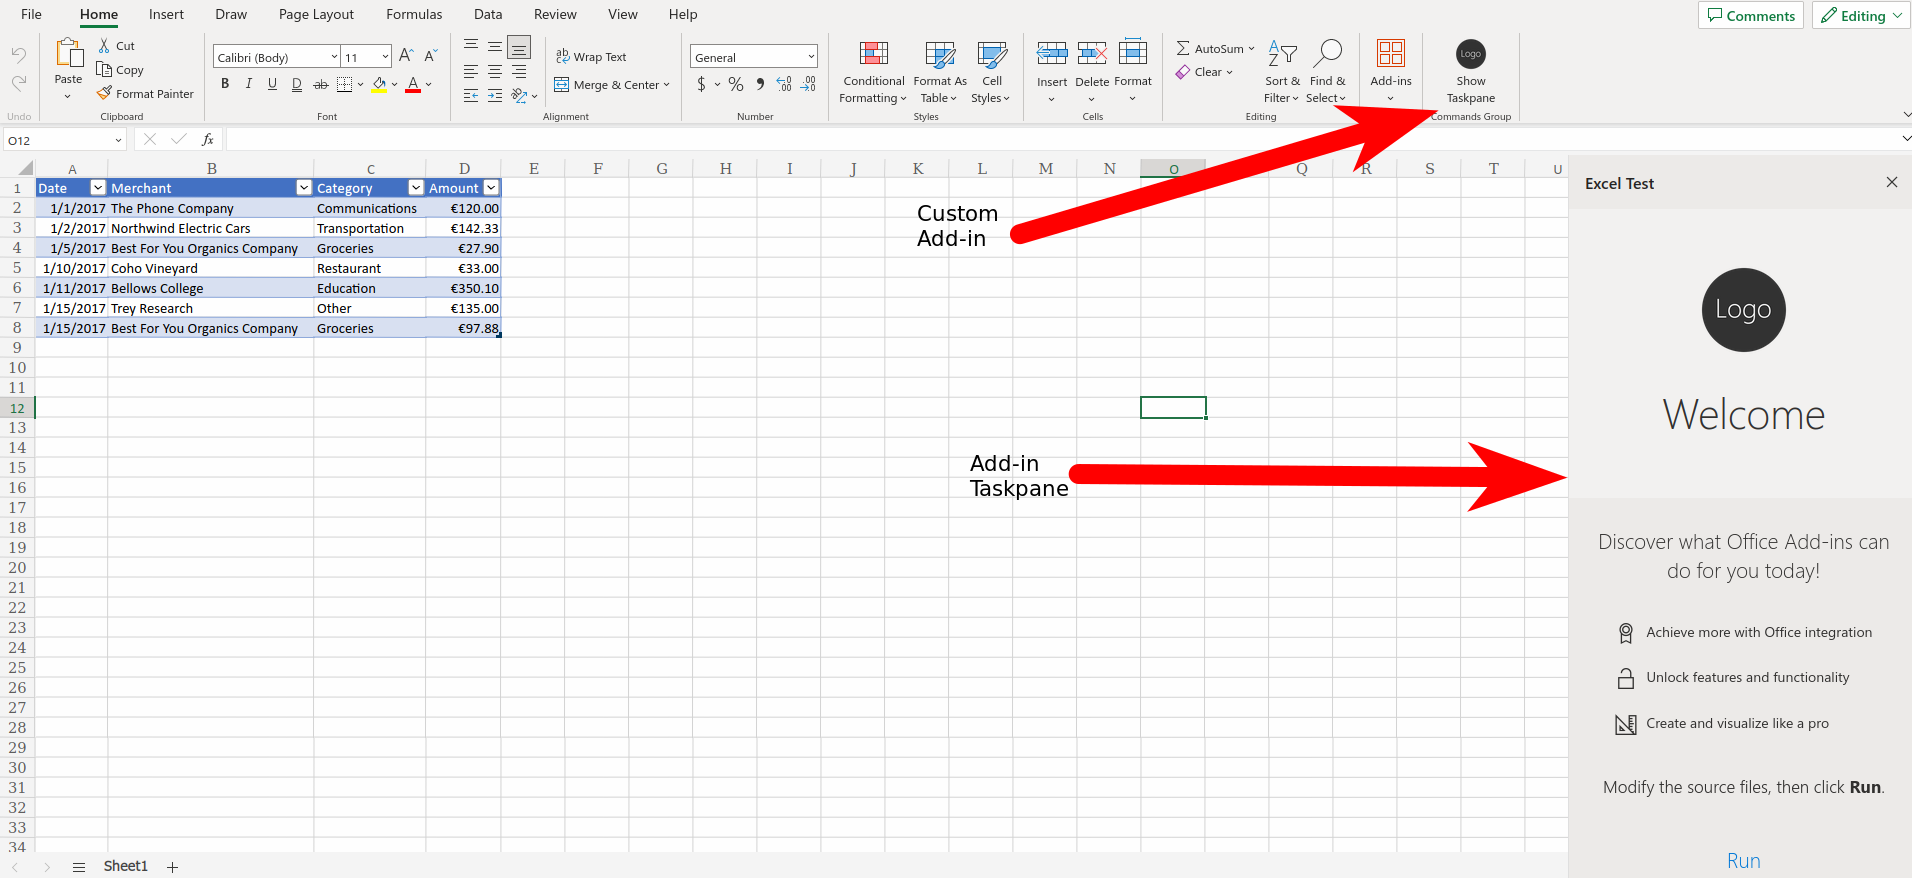 File Home Insert Draw Page Layout Formulas Data Review View Help Comments Editing
Undo
Paste
Cut
Copy
Format Painter
Clipboard
Calibri (Body) 11 A A
B I U D ab A
Font
Wrap Text
Merge & Center
Alignment
General
$ % , .00 .00
Number
Conditional
Formatting
Format As
Table
Cell
Styles
Styles
Insert Delete Format
Cells
AutoSum
Clear
Sort &
Filter
Find &
Select
Editing
Add-ins
Logo
Show
Taskpane
Commands Group
O12 fx
A B C D E F G H I J K L M N O Q R S T U
1 Date Merchant Category Amount
2 1/1/2017 The Phone Company Communications €120.00
3 1/2/2017 Northwind Electric Cars Transportation €142.33
4 1/5/2017 Best For You Organics Company Groceries €27.90
5 1/10/2017 Coho Vineyard Restaurant €33.00
6 1/11/2017 Bellows College Education €350.10
7 1/15/2017 Trey Research Other €135.00
8 1/15/2017 Best For You Organics Company Groceries €97.88
9
10
11
12
13
14
15
16
17
18
19
20
21
22
23
24
25
26
27
28
29
30
31
32
33
34
Custom
Add-in
Add-in
Taskpane
Excel Test
Logo
Welcome
Discover what Office Add-ins can
do for you today!
Achieve more with Office integration
Unlock features and functionality
Create and visualize like a pro
Modify the source files, then click Run.
Run
Sheet1